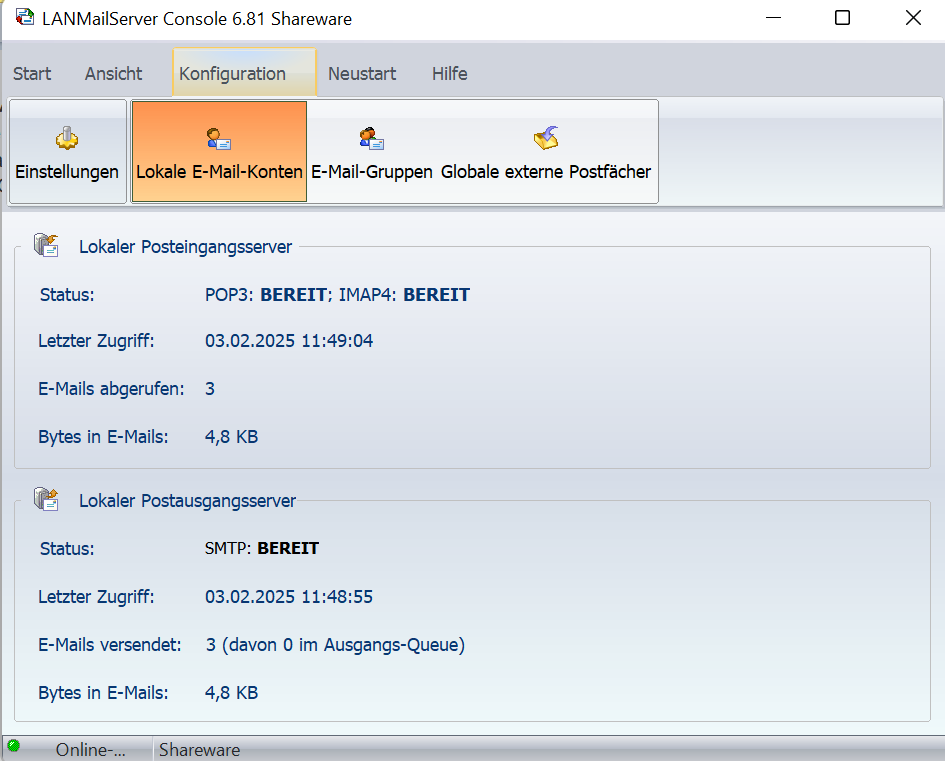 LANMailServer Console 6.81 Shareware
Start Ansicht Konfiguration Neustart Hilfe
Einstellungen Lokale E-Mail-Konten E-Mail-Gruppen Globale externe Postfächer
Lokaler Posteingangsserver
Status: POP3: BEREIT; IMAP4: BEREIT
Letzter Zugriff: 03.02.2025 11:49:04
E-Mails abgerufen: 3
Bytes in E-Mails: 4,8 KB
Lokaler Postausgangsserver
Status: SMTP: BEREIT
Letzter Zugriff: 03.02.2025 11:48:55
E-Mails versendet: 3 (davon 0 im Ausgangs-Queue)
Bytes in E-Mails: 4,8 KB
Online-... Shareware